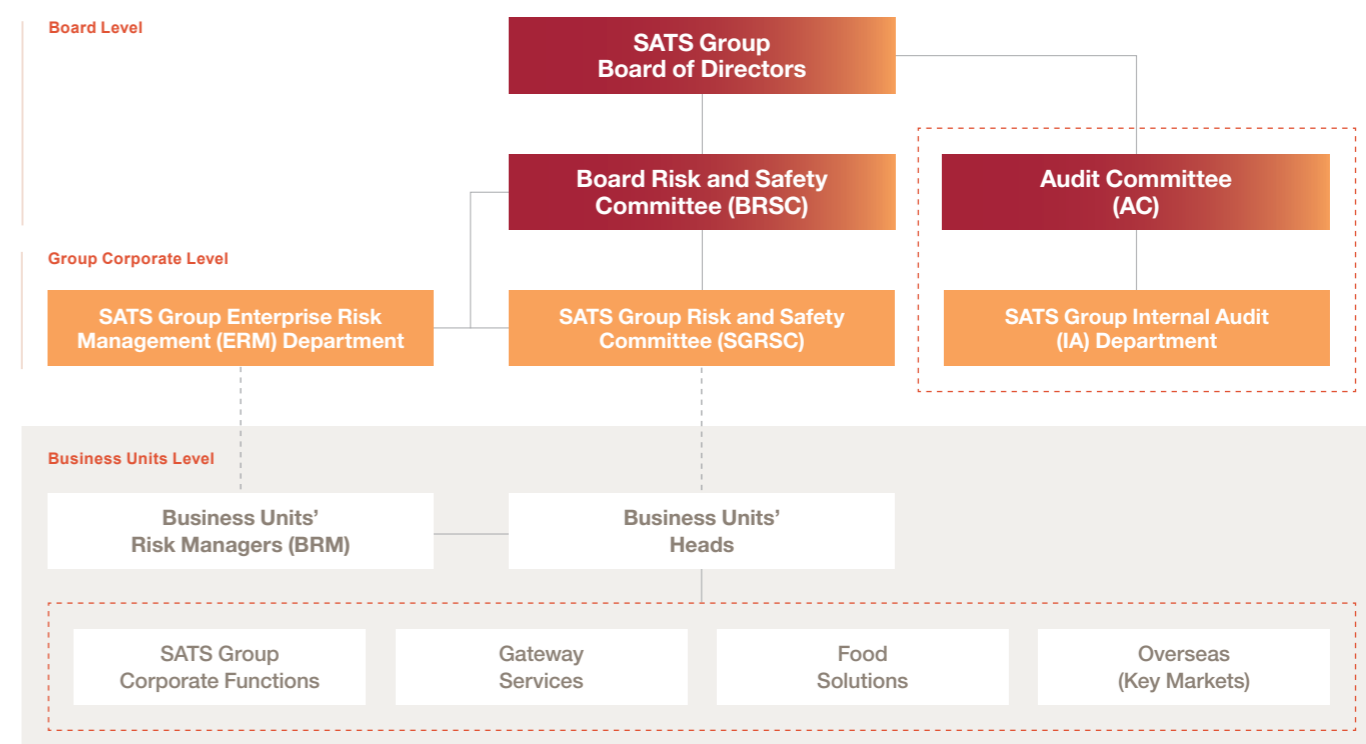 Board Level
SATS Group
Board of Directors
Board Risk and Safety
Committee (BRSC)
Audit Committee
(AC)
Group Corporate Level
SATS Group Enterprise Risk
Management (ERM) Department
SATS Group Risk and Safety
Committee (SGRSC)
SATS Group Internal Audit
(IA) Department
Business Units Level
Business Units’
Risk Managers (BRM)
Business Units’
Heads
SATS Group
Corporate Functions
Gateway
Services
Food
Solutions
Overseas
(Key Markets)